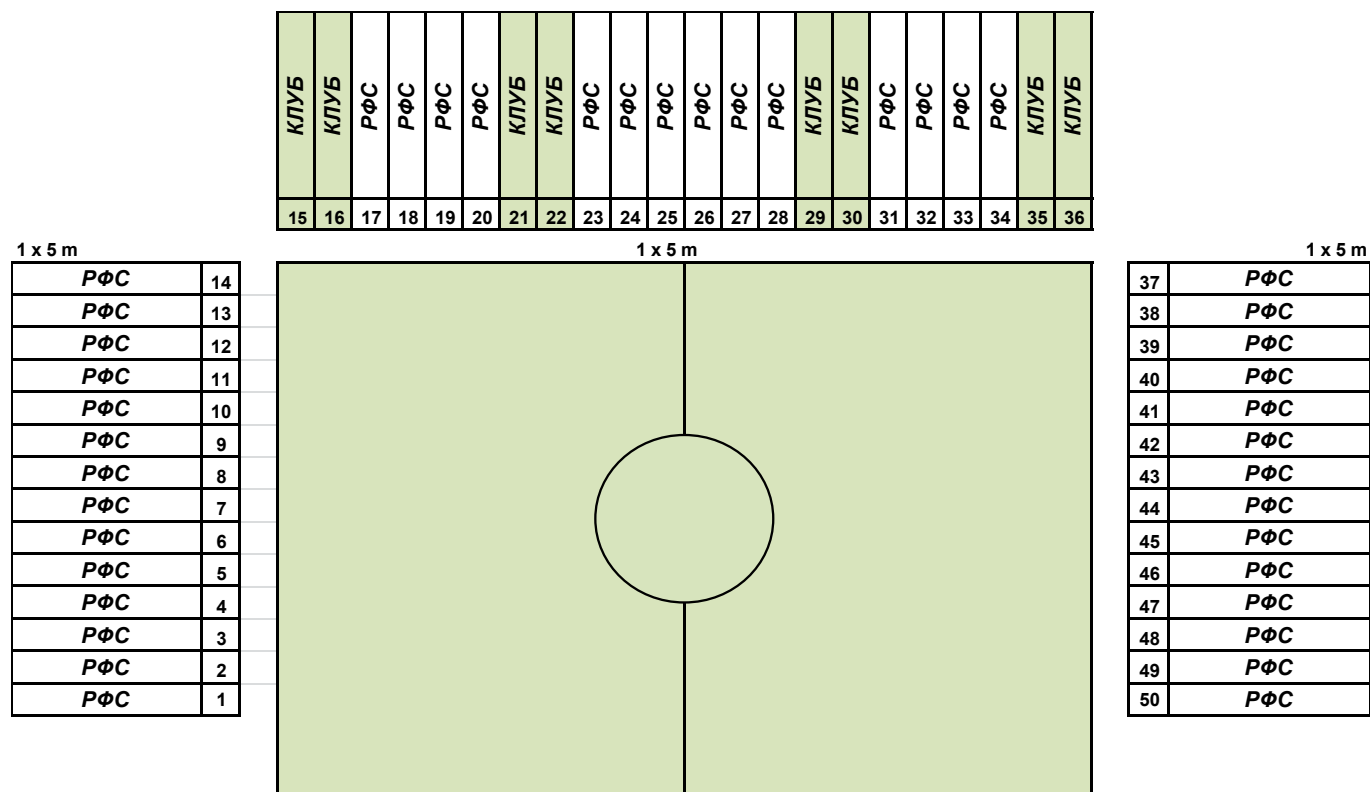 КЛУБ КЛУБ РФС РФС РФС РФС КЛУБ КЛУБ РФС РФС РФС РФС РФС РФС КЛУБ КЛУБ РФС РФС РФС РФС КЛУБ КЛУБ
15 16 17 18 19 20 21 22 23 24 25 26 27 28 29 30 31 32 33 34 35 36
1 x 5 m 1 x 5 m 1 x 5 m
РФС 14 37 РФС
РФС 13 38 РФС
РФС 12 39 РФС
РФС 11 40 РФС
РФС 10 41 РФС
РФС 9 42 РФС
РФС 8 43 РФС
РФС 7 44 РФС
РФС 6 45 РФС
РФС 5 46 РФС
РФС 4 47 РФС
РФС 3 48 РФС
РФС 2 49 РФС
РФС 1 50 РФС